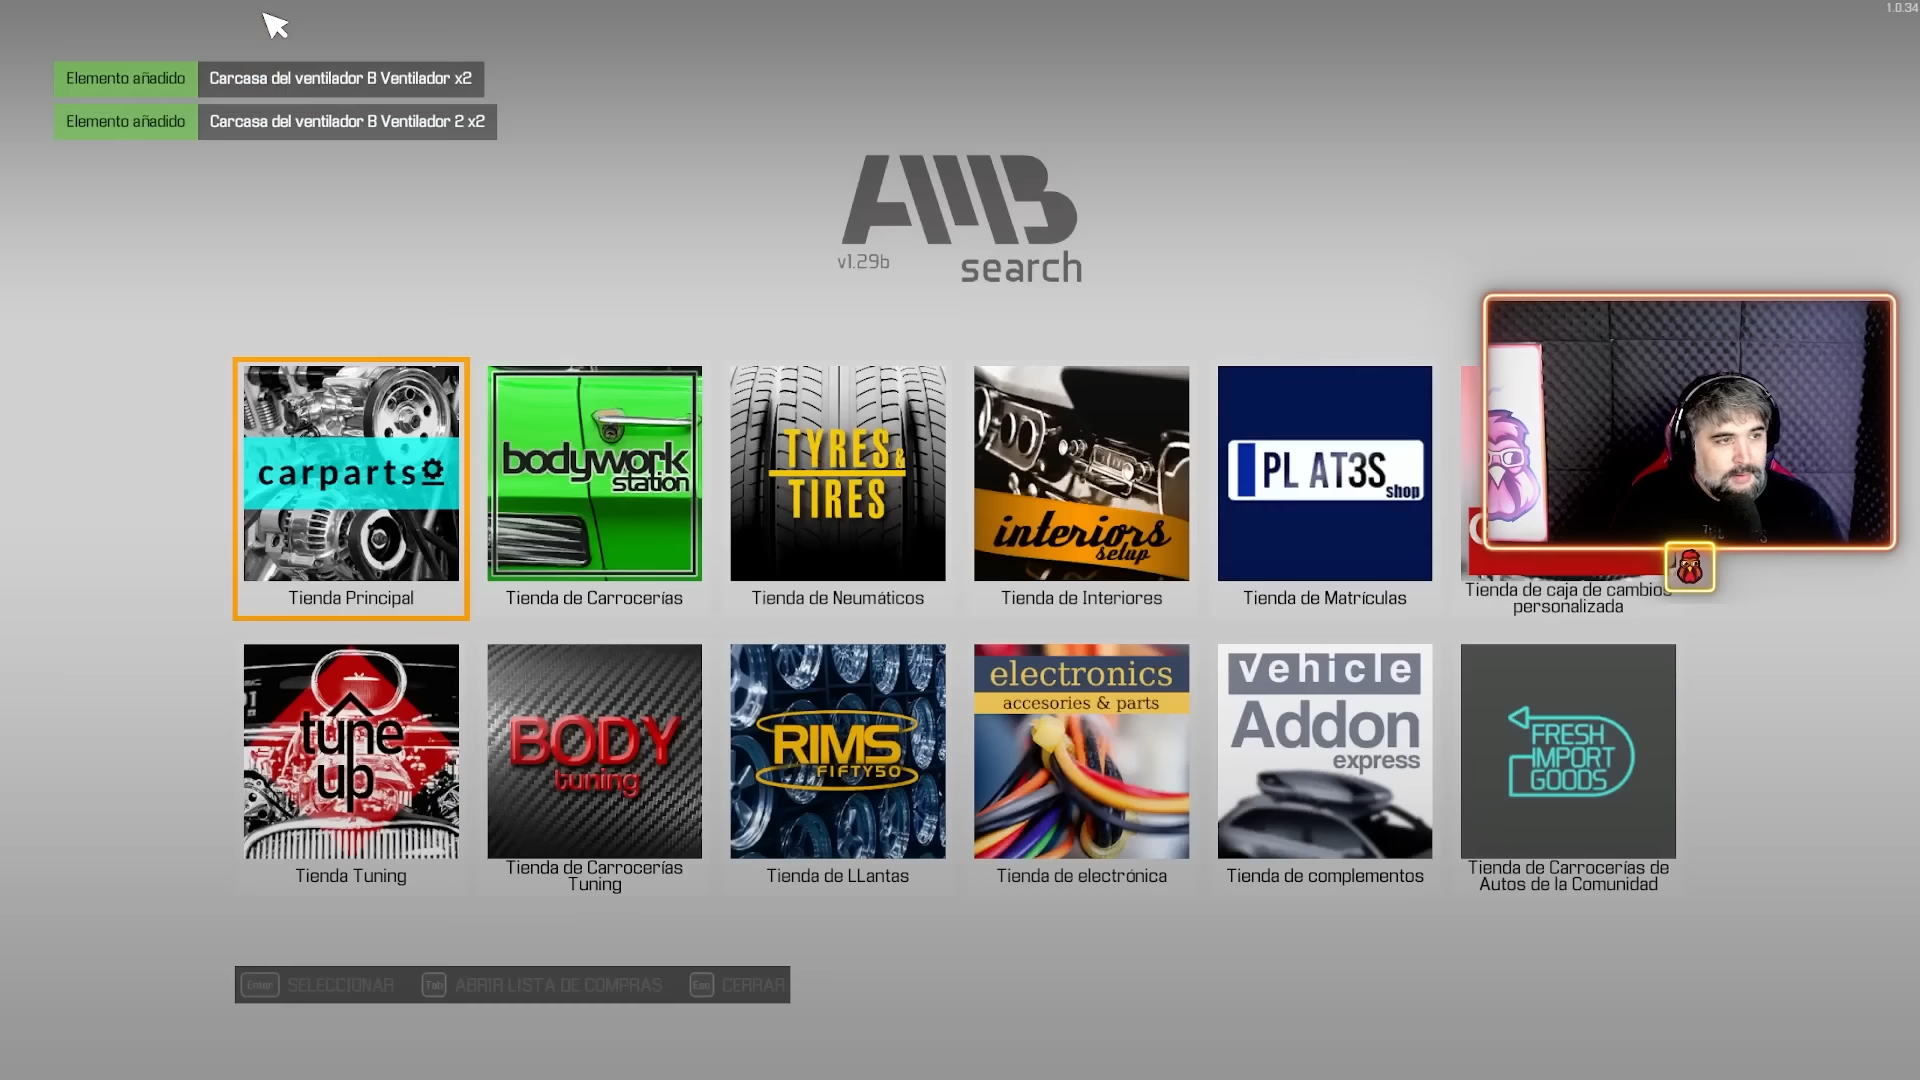 1.0.34
Elemento añadido Carcasa del ventilador B Ventilador x2
Elemento añadido Carcasa del ventilador B Ventilador 2 x2
AMB
v1.29b
search
carparts
bodywork
station
TYRES &
TIRES
interiors
setup
PL AT3S
shop
Tienda Principal
Tienda de Carrocerías
Tienda de Neumáticos
Tienda de Interiores
Tienda de Matrículas
Tienda de caja de cambios
personalizada
tune
up
BODY
tuning
RIMS
FIFTY50
electronics
accesories & parts
vehicle
Addon
express
FRESH
IMPORT
GOODS
Tienda Tuning
Tienda de Carrocerías
Tuning
Tienda de LLantas
Tienda de electrónica
Tienda de complementos
Tienda de Carrocerías de
Autos de la Comunidad
Enter SELECCIONAR Tab ABRIR LISTA DE COMPRAS Esc CERRAR